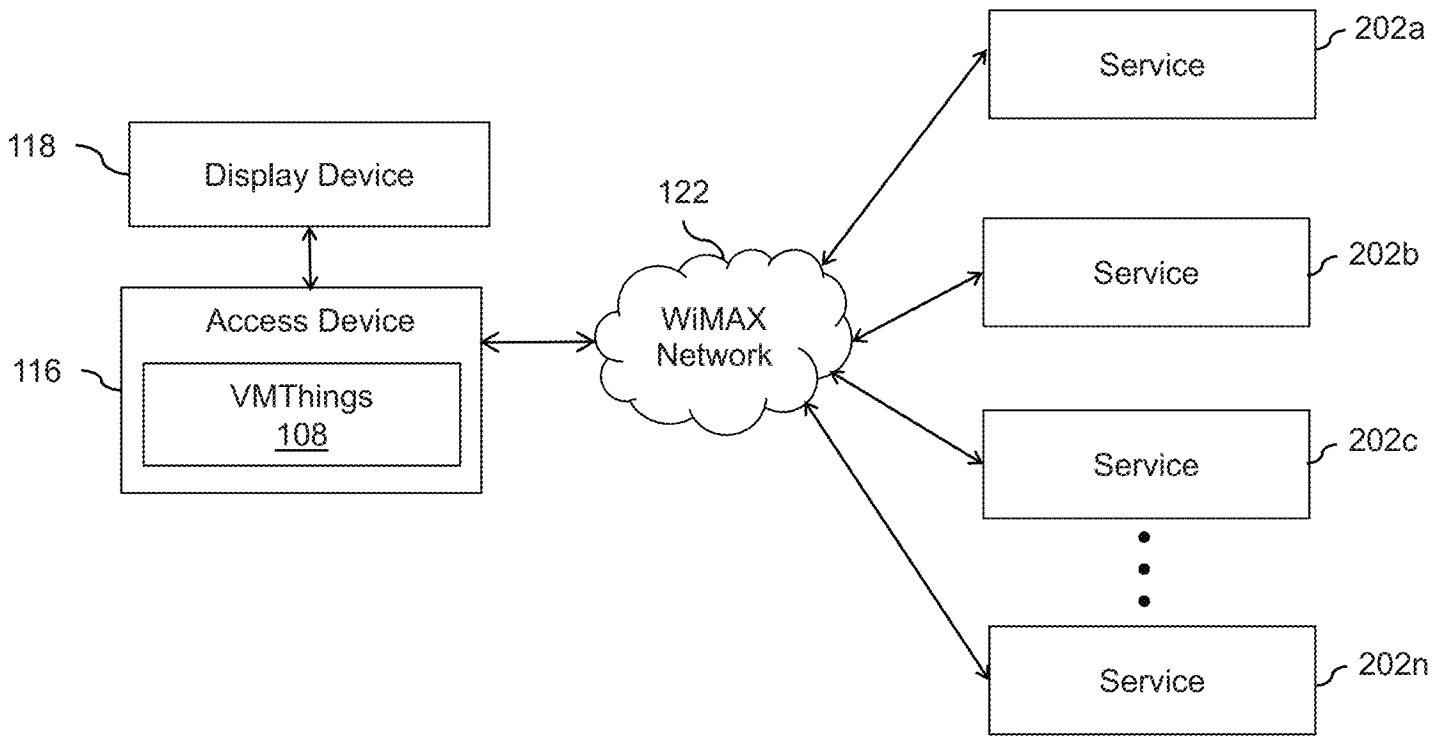 202a
Service
118
Display Device
122
202b
Service
Access Device
WiMAX
Network
116
VMThings
108
202c
Service
202n
Service